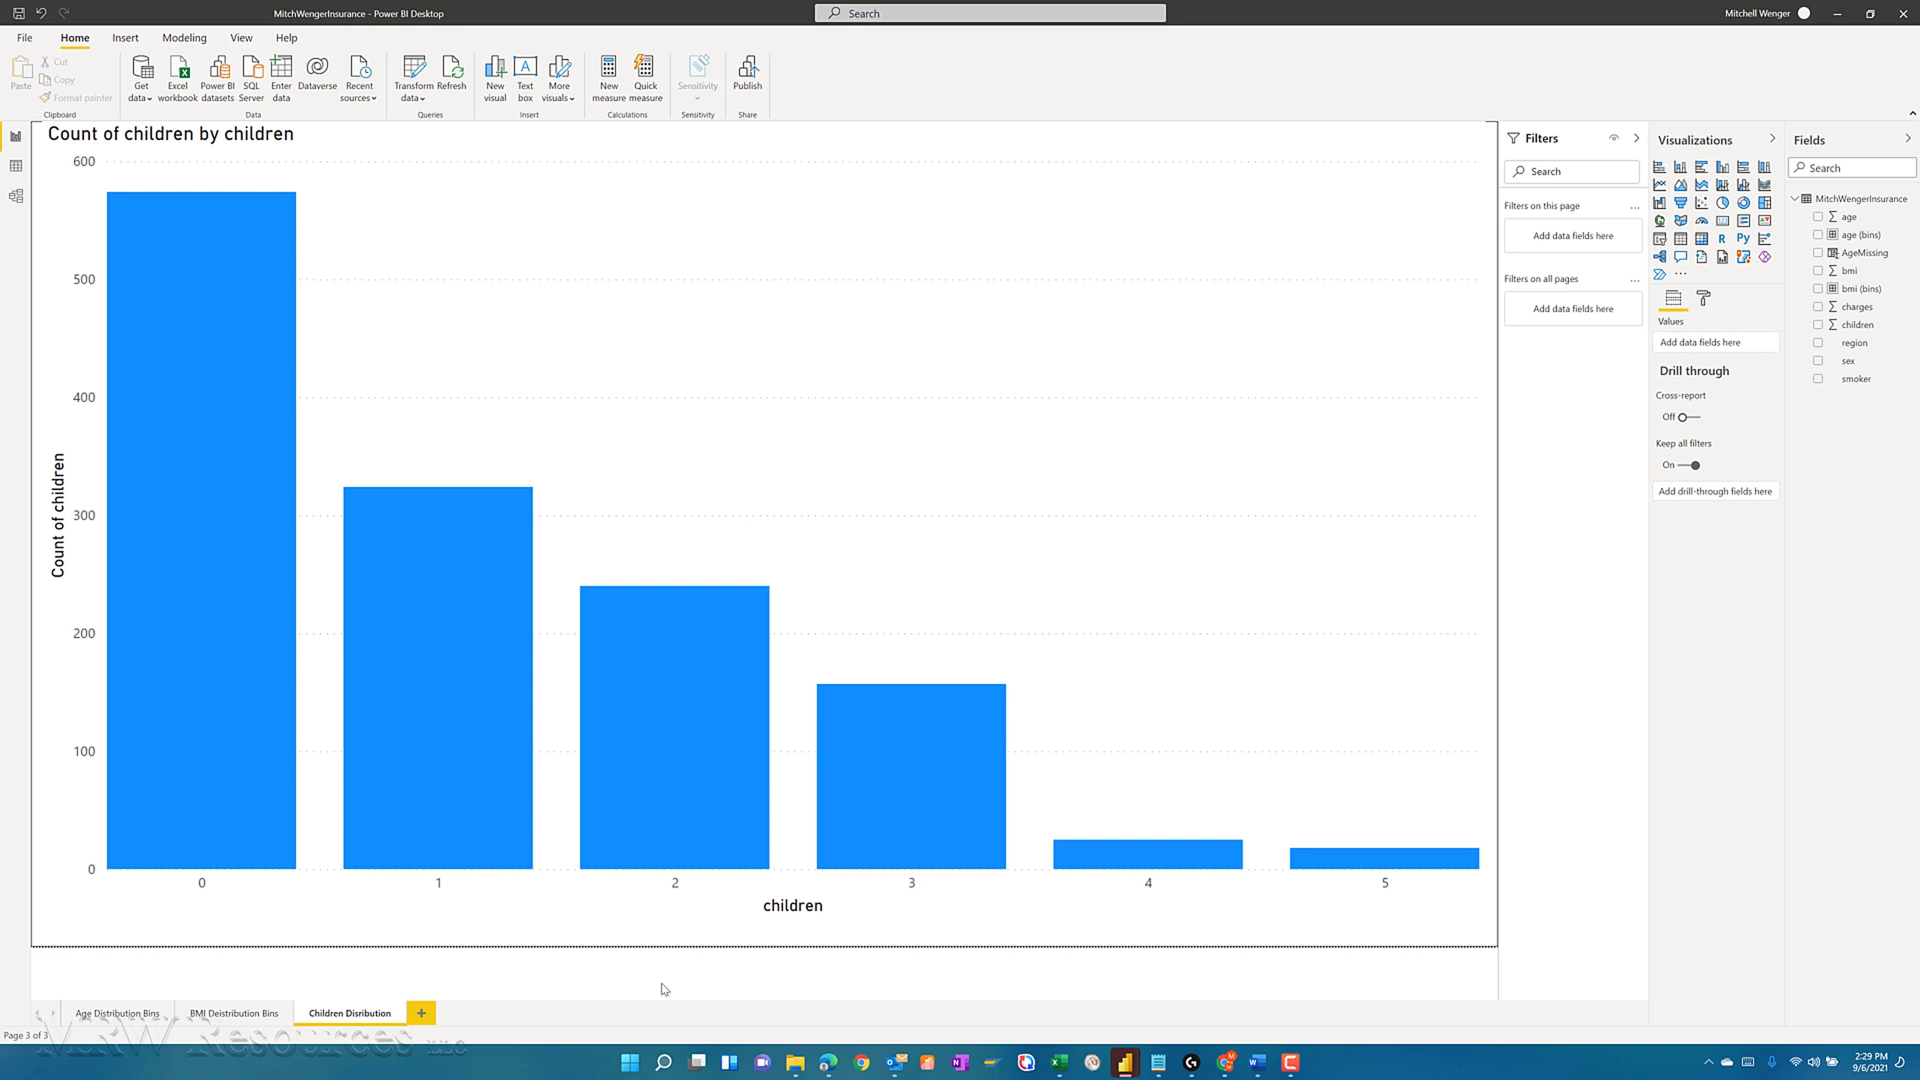 MitchWengerInsurance - Power BI Desktop
Search
Mitchell Wenger
File Home Insert Modeling View Help
Paste
Cut
Copy
Format painter
Clipboard
Get data
Excel workbook
Power BI datasets
SQL Server
Enter data
Dataverse
Recent sources
Data
Transform data
Refresh
Queries
New visual
Text box
More visuals
Insert
New measure
Quick measure
Calculations
Sensitivity
Sensitivity
Publish
Share
Count of children by children
600
500
400
300
200
100
0
Count of children
0 1 2 3 4 5
children
Filters
Search
Filters on this page
...
Add data fields here
Filters on all pages
...
Add data fields here
Visualizations
R Py
...
Values
Add data fields here
Drill through
Cross-report
Off
Keep all filters
On
Add drill-through fields here
Fields
Search
MitchWengerInsurance
age
age (bins)
AgeMissing
bmi
bmi (bins)
charges
children
region
sex
smoker
Age Distribution Bins
BMI Deistribution Bins
Children Disribution
+
Page 3 of 3
MRW Resources LLC
2:29 PM
9/6/2021